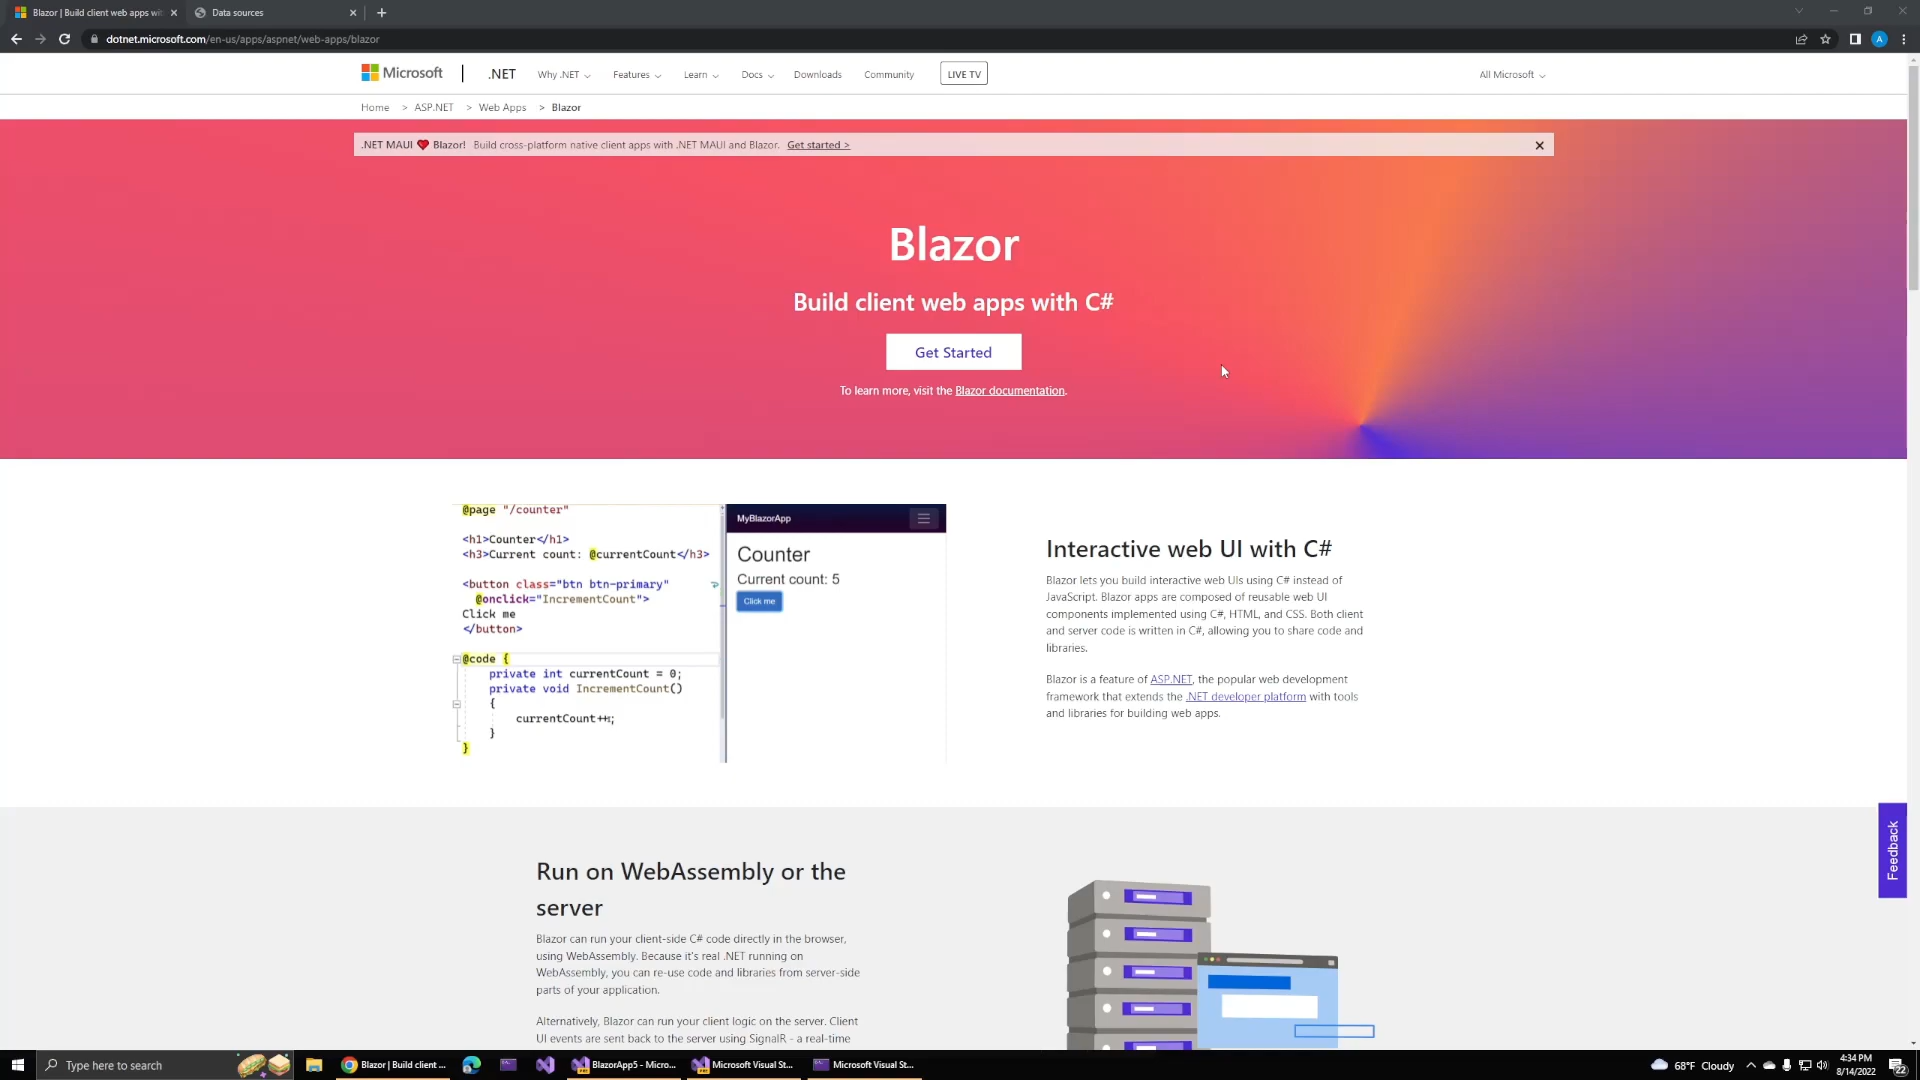 Blazor | Build client web apps wit
Data sources
dotnet.microsoft.com/en-us/apps/aspnet/web-apps/blazor
A
Microsoft
.NET
Why .NET
Features
Learn
Docs
Downloads
Community
LIVE TV
All Microsoft
Home > ASP.NET > Web Apps > Blazor
.NET MAUI ❤ Blazor! Build cross-platform native client apps with .NET MAUI and Blazor. Get started >
Blazor
Build client web apps with C#
Get Started
To learn more, visit the Blazor documentation.
@page "/counter"
<h1>Counter</h1>
<h3>Current count: @currentCount</h3>
<button class="btn btn-primary"
@onclick="IncrementCount">
Click me
</button>
@code {
private int currentCount = 0;
private void IncrementCount()
{
currentCount++;
}
}
MyBlazorApp
Counter
Current count: 5
Click me
Interactive web UI with C#
Blazor lets you build interactive web UIs using C# instead of
JavaScript. Blazor apps are composed of reusable web UI
components implemented using C#, HTML, and CSS. Both client
and server code is written in C#, allowing you to share code and
libraries.
Blazor is a feature of ASP.NET, the popular web development
framework that extends the .NET developer platform with tools
and libraries for building web apps.
Run on WebAssembly or the
server
Blazor can run your client-side C# code directly in the browser,
using WebAssembly. Because it's real .NET running on
WebAssembly, you can re-use code and libraries from server-side
parts of your application.
Alternatively, Blazor can run your client logic on the server. Client
UI events are sent back to the server using SignalR - a real-time
Feedback
Type here to search
Blazor | Build client ...
BlazorApp5 - Micro...
Microsoft Visual St...
Microsoft Visual St...
68°F Cloudy
4:34 PM
8/14/2022
22